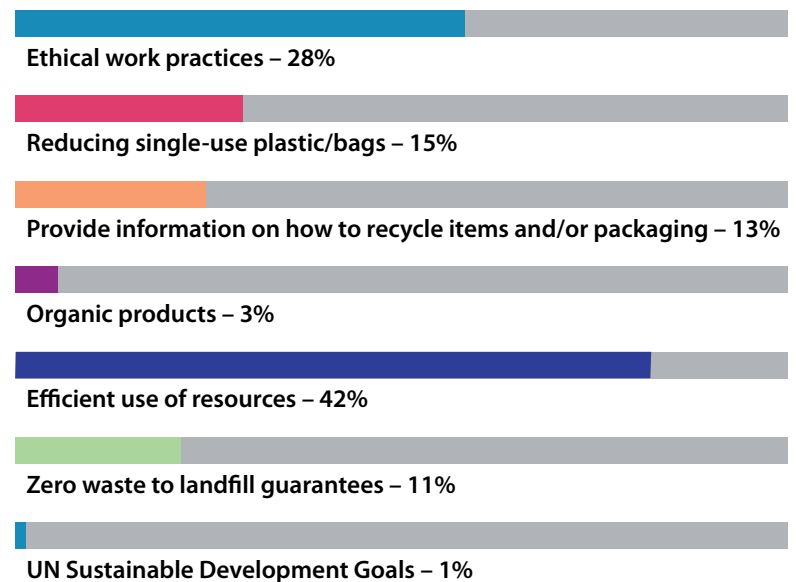 Ethical work practices – 28%
Reducing single-use plastic/bags – 15%
Provide information on how to recycle items and/or packaging – 13%
Organic products – 3%
Efficient use of resources – 42%
Zero waste to landfill guarantees – 11%
UN Sustainable Development Goals – 1%